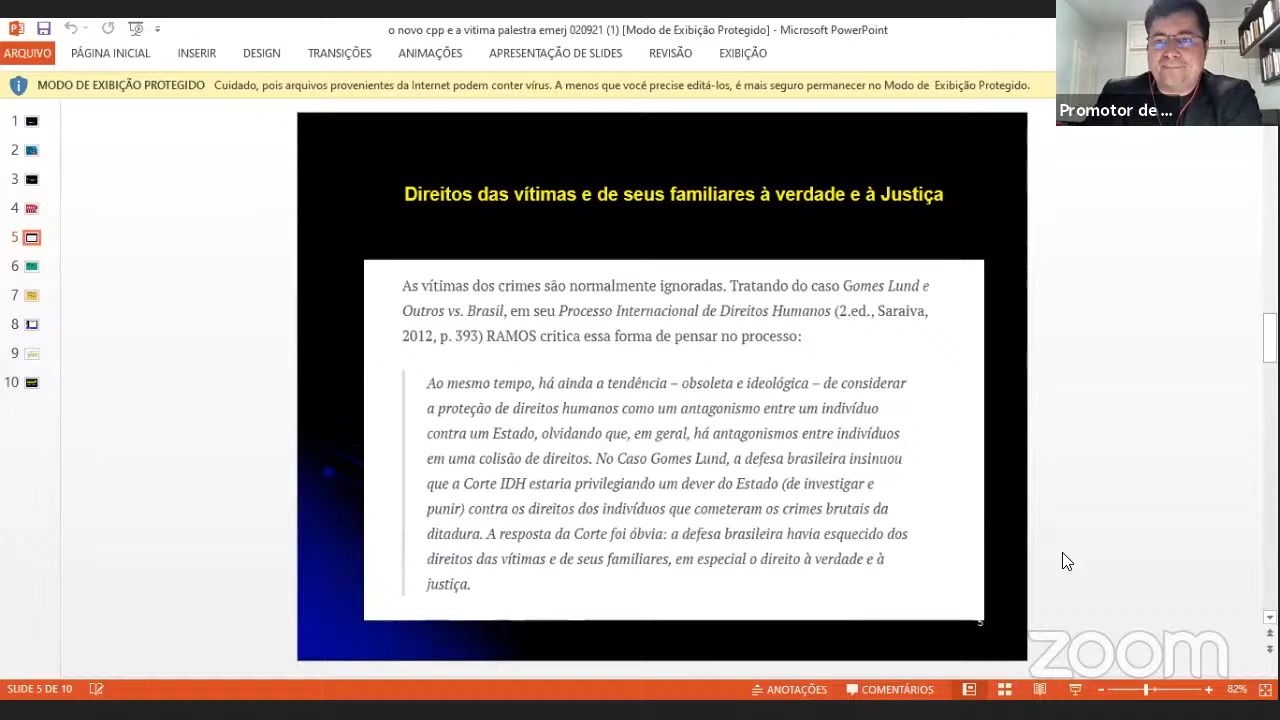 o novo cpp e a vitima palestra emerj 020921 (1) [Modo de Exibição Protegido] - Microsoft PowerPoint
ARQUIVO PÁGINA INICIAL INSERIR DESIGN TRANSIÇÕES ANIMAÇÕES APRESENTAÇÃO DE SLIDES REVISÃO EXIBIÇÃO
MODO DE EXIBIÇÃO PROTEGIDO Cuidado, pois arquivos provenientes da Internet podem conter vírus. A menos que você precise editá-los, é mais seguro permanecer no Modo de Exibição Protegido.
Promotor de ...
1
2
3
4
5
6
7
8
9
10
Direitos das vítimas e de seus familiares à verdade e à Justiça
As vítimas dos crimes são normalmente ignoradas. Tratando do caso Gomes Lund e
Outros vs. Brasil, em seu Processo Internacional de Direitos Humanos (2.ed., Saraiva,
2012, p. 393) RAMOS critica essa forma de pensar no processo:
Ao mesmo tempo, há ainda a tendência – obsoleta e ideológica – de considerar
a proteção de direitos humanos como um antagonismo entre um indivíduo
contra um Estado, olvidando que, em geral, há antagonismos entre indivíduos
em uma colisão de direitos. No Caso Gomes Lund, a defesa brasileira insinuou
que a Corte IDH estaria privilegiando um dever do Estado (de investigar e
punir) contra os direitos dos indivíduos que cometeram os crimes brutais da
ditadura. A resposta da Corte foi óbvia: a defesa brasileira havia esquecido dos
direitos das vítimas e de seus familiares, em especial o direito à verdade e à
justiça.
5
zoom
SLIDE 5 DE 10 ANOTAÇÕES COMENTÁRIOS 82%